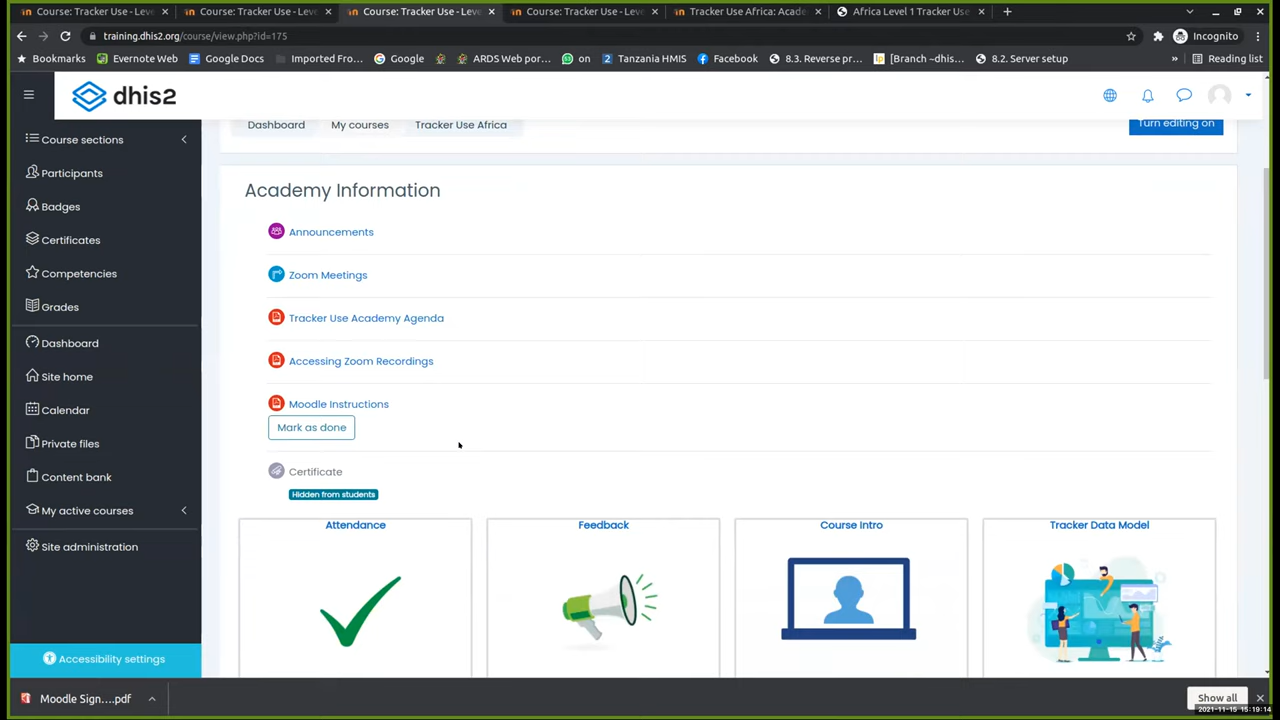 Course: Tracker Use - Leve
Course: Tracker Use - Leve
Course: Tracker Use - Leve
Course: Tracker Use - Leve
Tracker Use Africa: Acade
Africa Level 1 Tracker Use
training.dhis2.org/course/view.php?id=175
Incognito
Bookmarks
Evernote Web
Google Docs
Imported Fro...
Google
ARDS Web por...
on
Tanzania HMIS
Facebook
8.3. Reverse pr...
[Branch ~dhis...
8.2. Server setup
»
Reading list
dhis2
Dashboard
My courses
Tracker Use Africa
Turn editing on
Course sections
Participants
Badges
Certificates
Competencies
Grades
Dashboard
Site home
Calendar
Private files
Content bank
My active courses
Site administration
Accessibility settings
Academy Information
Announcements
Zoom Meetings
Tracker Use Academy Agenda
Accessing Zoom Recordings
Moodle Instructions
Mark as done
Certificate
Hidden from students
Attendance
Feedback
Course Intro
Tracker Data Model
Moodle Sign....pdf
Show all
2021-11-15 15:19:14